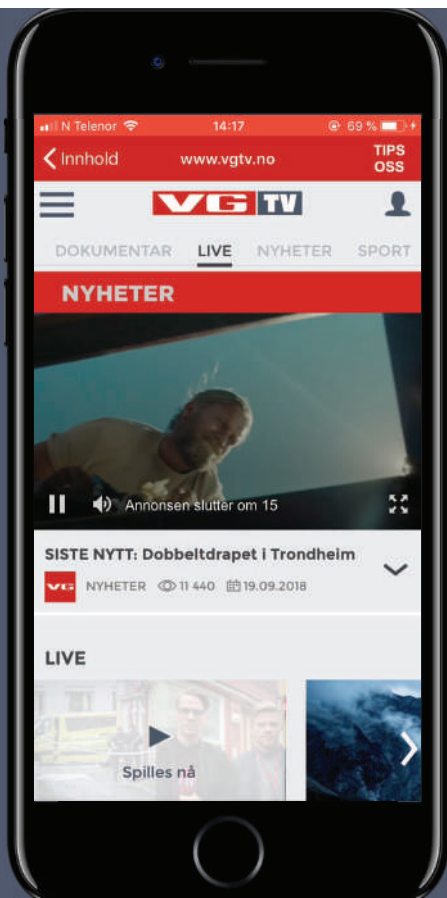 N Telenor 14:17 69 %
Innhold www.vgtv.no TIPS OSS
VG TV
DOKUMENTAR LIVE NYHETER SPORT
NYHETER
Annonsen slutter om 15
SISTE NYTT: Dobbeltdrapet i Trondheim
VG NYHETER 11 440 19.09.2018
LIVE
Spilles nå